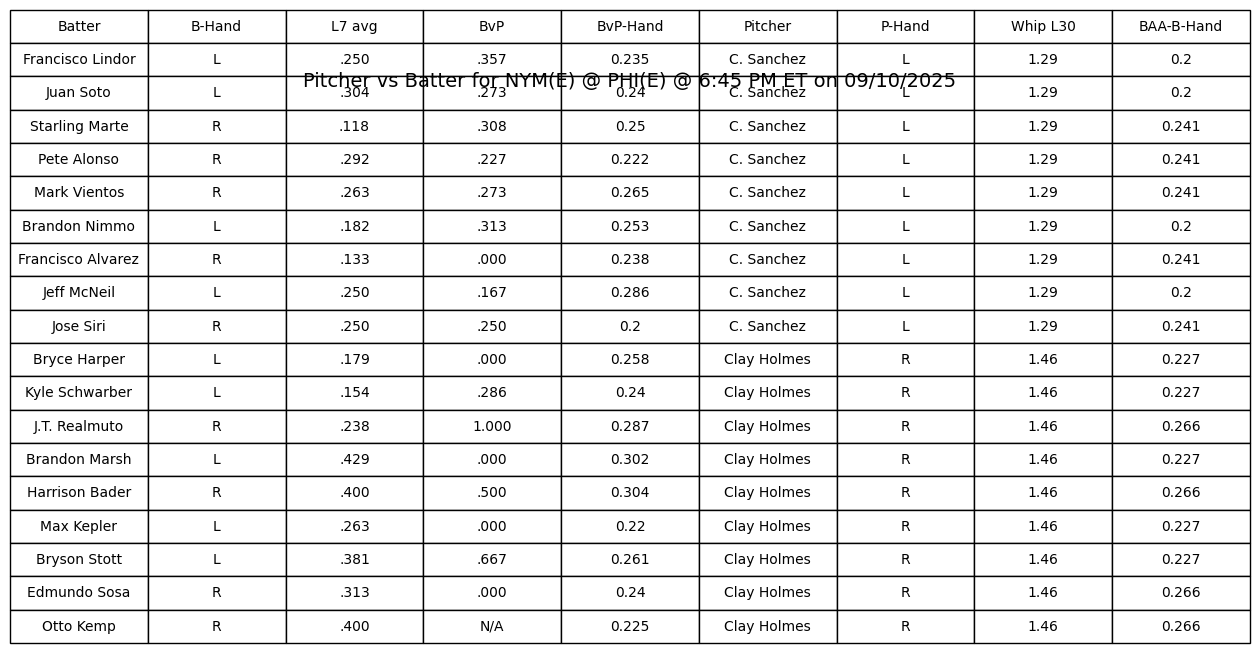 Batter B-Hand L7 avg BvP BvP-Hand Pitcher P-Hand Whip L30 BAA-B-Hand
Francisco Lindor L .250 .357 0.235 C. Sanchez L 1.29 0.2
Pitcher vs Batter for NYM(E) @ PHI(E) @ 6:45 PM ET on 09/10/2025
Juan Soto L .304 .273 0.24 C. Sanchez L 1.29 0.2
Starling Marte R .118 .308 0.25 C. Sanchez L 1.29 0.241
Pete Alonso R .292 .227 0.222 C. Sanchez L 1.29 0.241
Mark Vientos R .263 .273 0.265 C. Sanchez L 1.29 0.241
Brandon Nimmo L .182 .313 0.253 C. Sanchez L 1.29 0.2
Francisco Alvarez R .133 .000 0.238 C. Sanchez L 1.29 0.241
Jeff McNeil L .250 .167 0.286 C. Sanchez L 1.29 0.2
Jose Siri R .250 .250 0.2 C. Sanchez L 1.29 0.241
Bryce Harper L .179 .000 0.258 Clay Holmes R 1.46 0.227
Kyle Schwarber L .154 .286 0.24 Clay Holmes R 1.46 0.227
J.T. Realmuto R .238 1.000 0.287 Clay Holmes R 1.46 0.266
Brandon Marsh L .429 .000 0.302 Clay Holmes R 1.46 0.227
Harrison Bader R .400 .500 0.304 Clay Holmes R 1.46 0.266
Max Kepler L .263 .000 0.22 Clay Holmes R 1.46 0.227
Bryson Stott L .381 .667 0.261 Clay Holmes R 1.46 0.227
Edmundo Sosa R .313 .000 0.24 Clay Holmes R 1.46 0.266
Otto Kemp R .400 N/A 0.225 Clay Holmes R 1.46 0.266